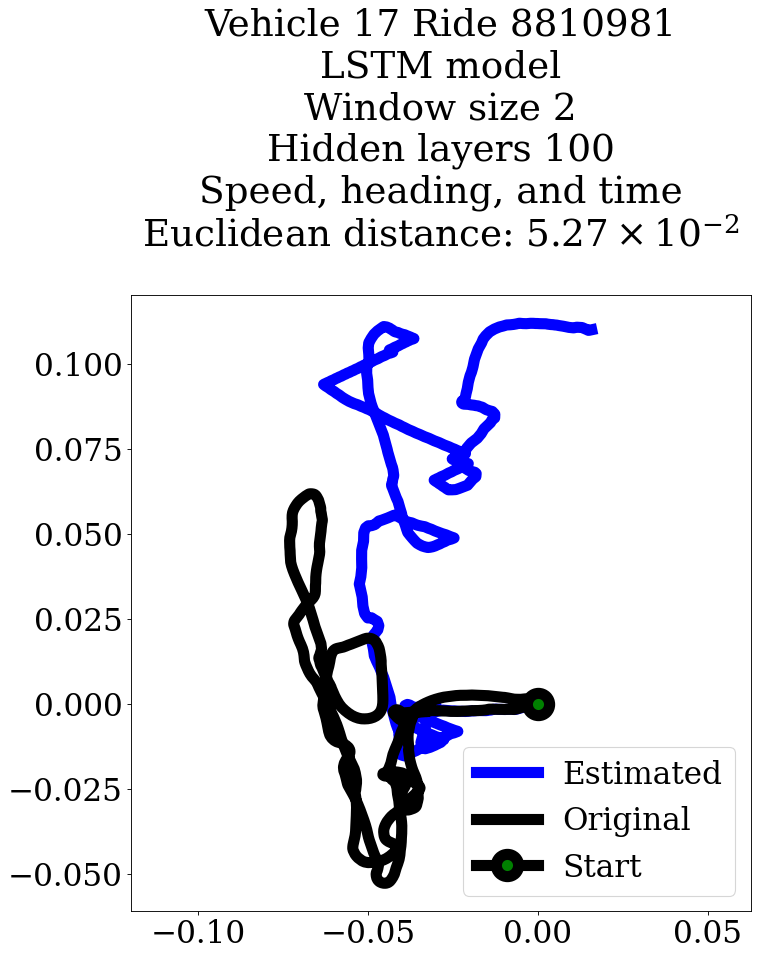 Vehicle 17 Ride 8810981
LSTM model
Window size 2
Hidden layers 100
Speed, heading, and time
Euclidean distance: 5.27 × 10⁻²
0.100
0.075
0.050
0.025
0.000
−0.025
−0.050
−0.10
−0.05
0.00
0.05
Estimated
Original
Start